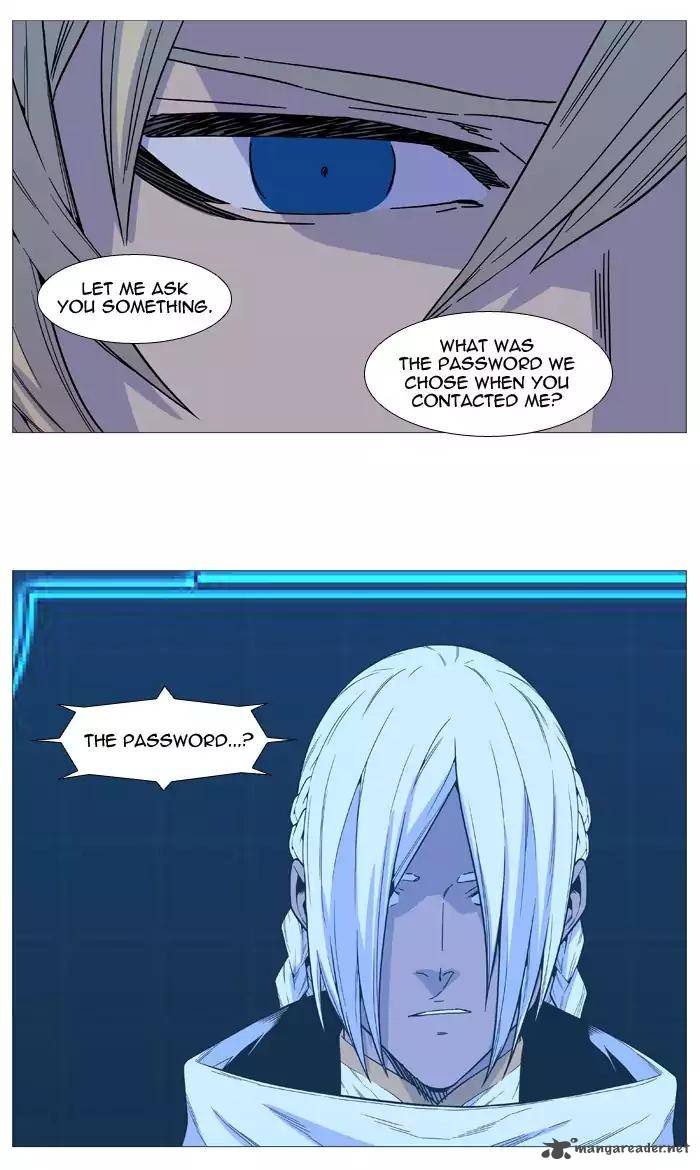 LET ME ASK
YOU SOMETHING.
WHAT WAS
THE PASSWORD WE
CHOSE WHEN YOU
CONTACTED ME?
THE PASSWORD...?
mangareader.net